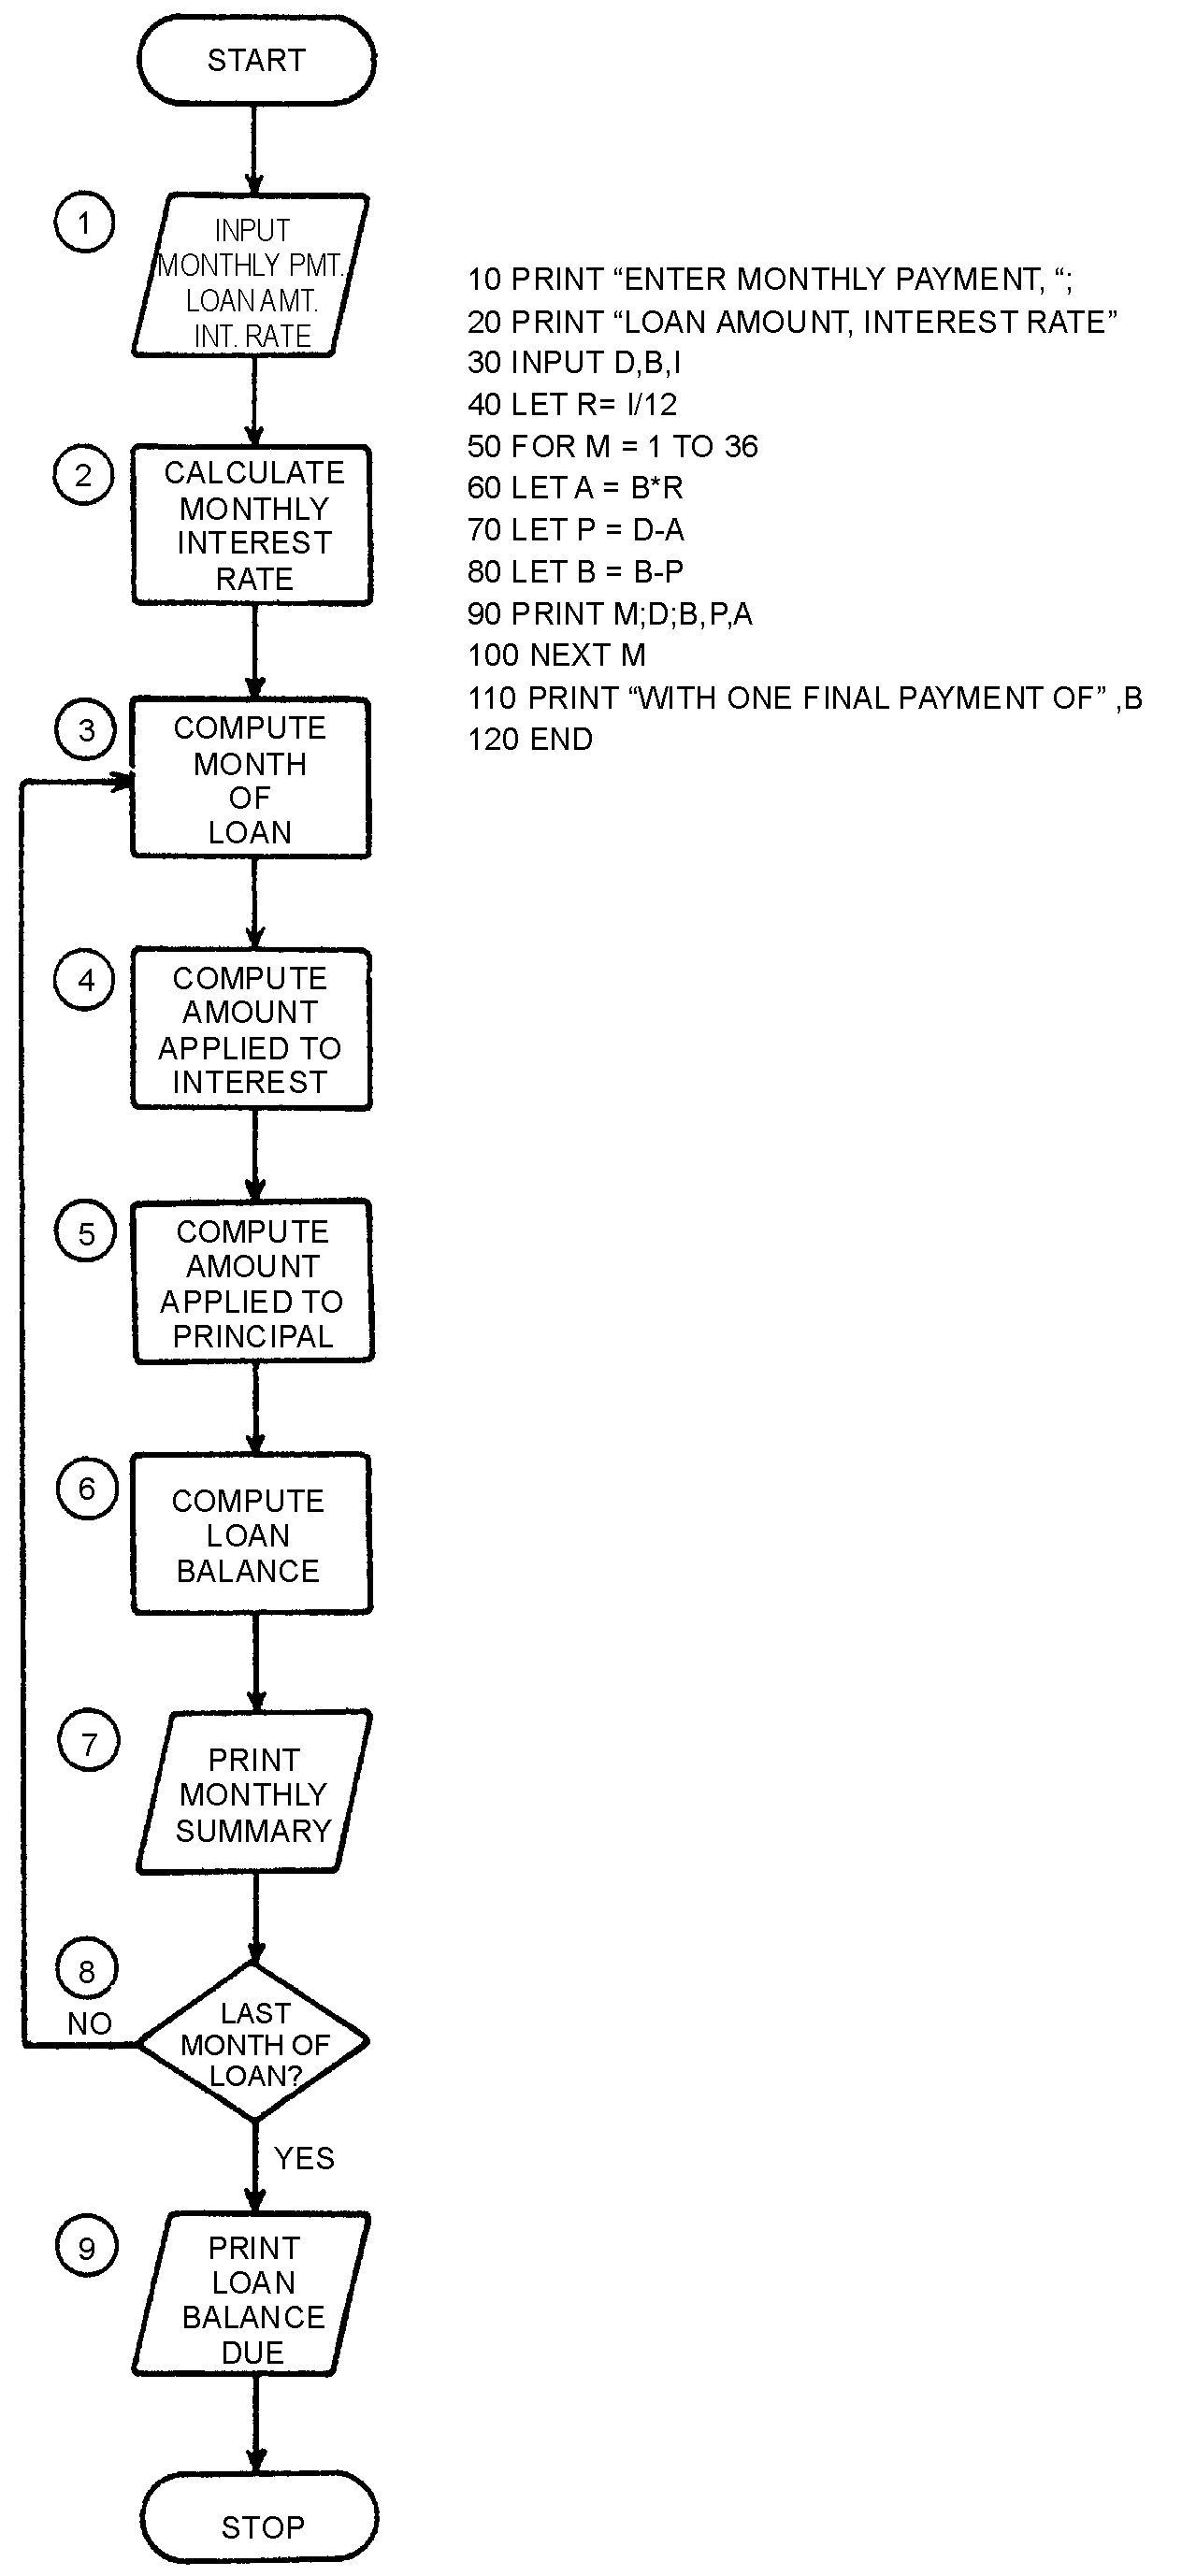 START
1
INPUT
MONTHLY PMT.
LOAN AMT.
INT. RATE
2
CALCULATE
MONTHLY
INTEREST
RATE
3
COMPUTE
MONTH
OF
LOAN
4
COMPUTE
AMOUNT
APPLIED TO
INTEREST
5
COMPUTE
AMOUNT
APPLIED TO
PRINCIPAL
6
COMPUTE
LOAN
BALANCE
7
PRINT
MONTHLY
SUMMARY
8
NO
LAST
MONTH OF
LOAN?
YES
9
PRINT
LOAN
BALANCE
DUE
STOP
10 PRINT “ENTER MONTHLY PAYMENT, “;
20 PRINT “LOAN AMOUNT, INTEREST RATE”
30 INPUT D,B,I
40 LET R= I/12
50 FOR M = 1 TO 36
60 LET A = B*R
70 LET P = D-A
80 LET B = B-P
90 PRINT M;D;B,P,A
100 NEXT M
110 PRINT “WITH ONE FINAL PAYMENT OF” ,B
120 END